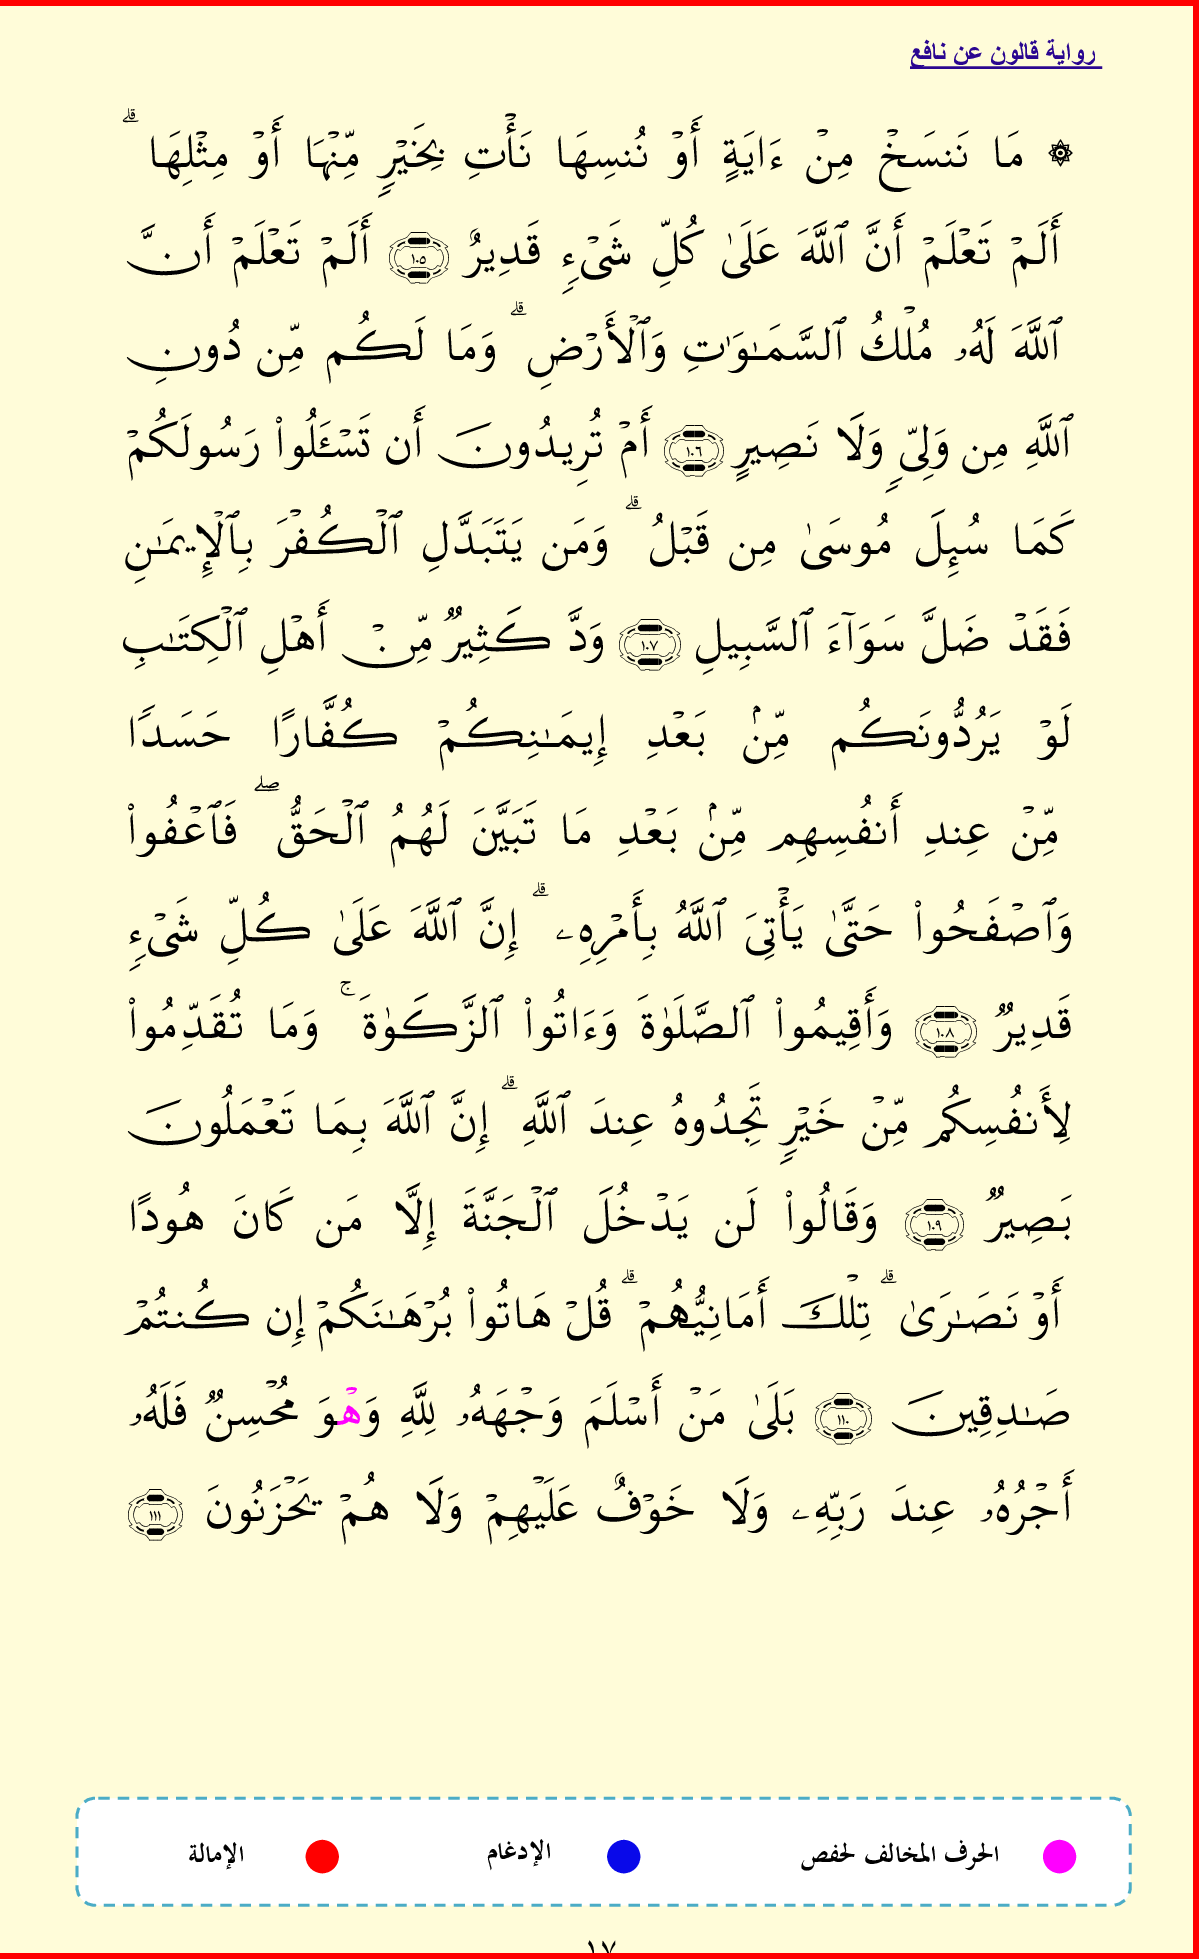 رواية قالون عن نافع
۞ مَا نَنسَخْ مِنْ ءَايَةٍ أَوْ نُنسِهَا نَأْتِ بِخَيْرٍ مِّنْهَا أَوْ مِثْلِهَا ۗ
أَلَمْ تَعْلَمْ أَنَّ ٱللَّهَ عَلَىٰ كُلِّ شَىْءٍ قَدِيرٌ ١٠٥ أَلَمْ تَعْلَمْ أَنَّ
ٱللَّهَ لَهُۥ مُلْكُ ٱلسَّمَـٰوَٰتِ وَٱلْأَرْضِ ۗ وَمَا لَكُم مِّن دُونِ
ٱللَّهِ مِن وَلِىٍّ وَلَا نَصِيرٍ ١٠٦ أَمْ تُرِيدُونَ أَن تَسْـَٔلُوا۟ رَسُولَكُمْ
كَمَا سُئِلَ مُوسَىٰ مِن قَبْلُ ۗ وَمَن يَتَبَدَّلِ ٱلْكُفْرَ بِٱلْإِيمَـٰنِ
فَقَدْ ضَلَّ سَوَآءَ ٱلسَّبِيلِ ١٠٧ وَدَّ كَثِيرٌ مِّنْ أَهْلِ ٱلْكِتَـٰبِ
لَوْ يَرُدُّونَكُم مِّنۢ بَعْدِ إِيمَـٰنِكُمْ كُفَّارًا حَسَدًا
مِّنْ عِندِ أَنفُسِهِم مِّنۢ بَعْدِ مَا تَبَيَّنَ لَهُمُ ٱلْحَقُّ ۖ فَٱعْفُوا۟
وَٱصْفَحُوا۟ حَتَّىٰ يَأْتِىَ ٱللَّهُ بِأَمْرِهِۦ ۗ إِنَّ ٱللَّهَ عَلَىٰ كُلِّ شَىْءٍ
قَدِيرٌ ١٠٨ وَأَقِيمُوا۟ ٱلصَّلَوٰةَ وَءَاتُوا۟ ٱلزَّكَوٰةَ ۚ وَمَا تُقَدِّمُوا۟
لِأَنفُسِكُم مِّنْ خَيْرٍ تَجِدُوهُ عِندَ ٱللَّهِ ۗ إِنَّ ٱللَّهَ بِمَا تَعْمَلُونَ
بَصِيرٌ ١٠٩ وَقَالُوا۟ لَن يَدْخُلَ ٱلْجَنَّةَ إِلَّا مَن كَانَ هُودًا
أَوْ نَصَـٰرَىٰ ۗ تِلْكَ أَمَانِيُّهُمْ ۗ قُلْ هَاتُوا۟ بُرْهَـٰنَكُمْ إِن كُنتُمْ
صَـٰدِقِينَ ١١٠ بَلَىٰ مَنْ أَسْلَمَ وَجْهَهُۥ لِلَّهِ وَهْوَ مُحْسِنٌ فَلَهُۥ
أَجْرُهُۥ عِندَ رَبِّهِۦ وَلَا خَوْفٌ عَلَيْهِمْ وَلَا هُمْ يَحْزَنُونَ ١١١
الحرف المخالف لحفص الإدغام الإمالة
١٧